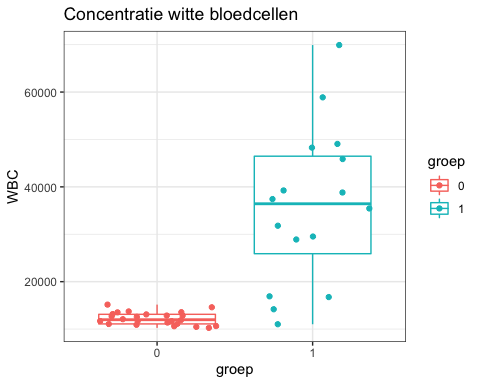 Concentratie witte bloedcellen
WBC
60000
40000
20000
0
1
groep
groep
0
1